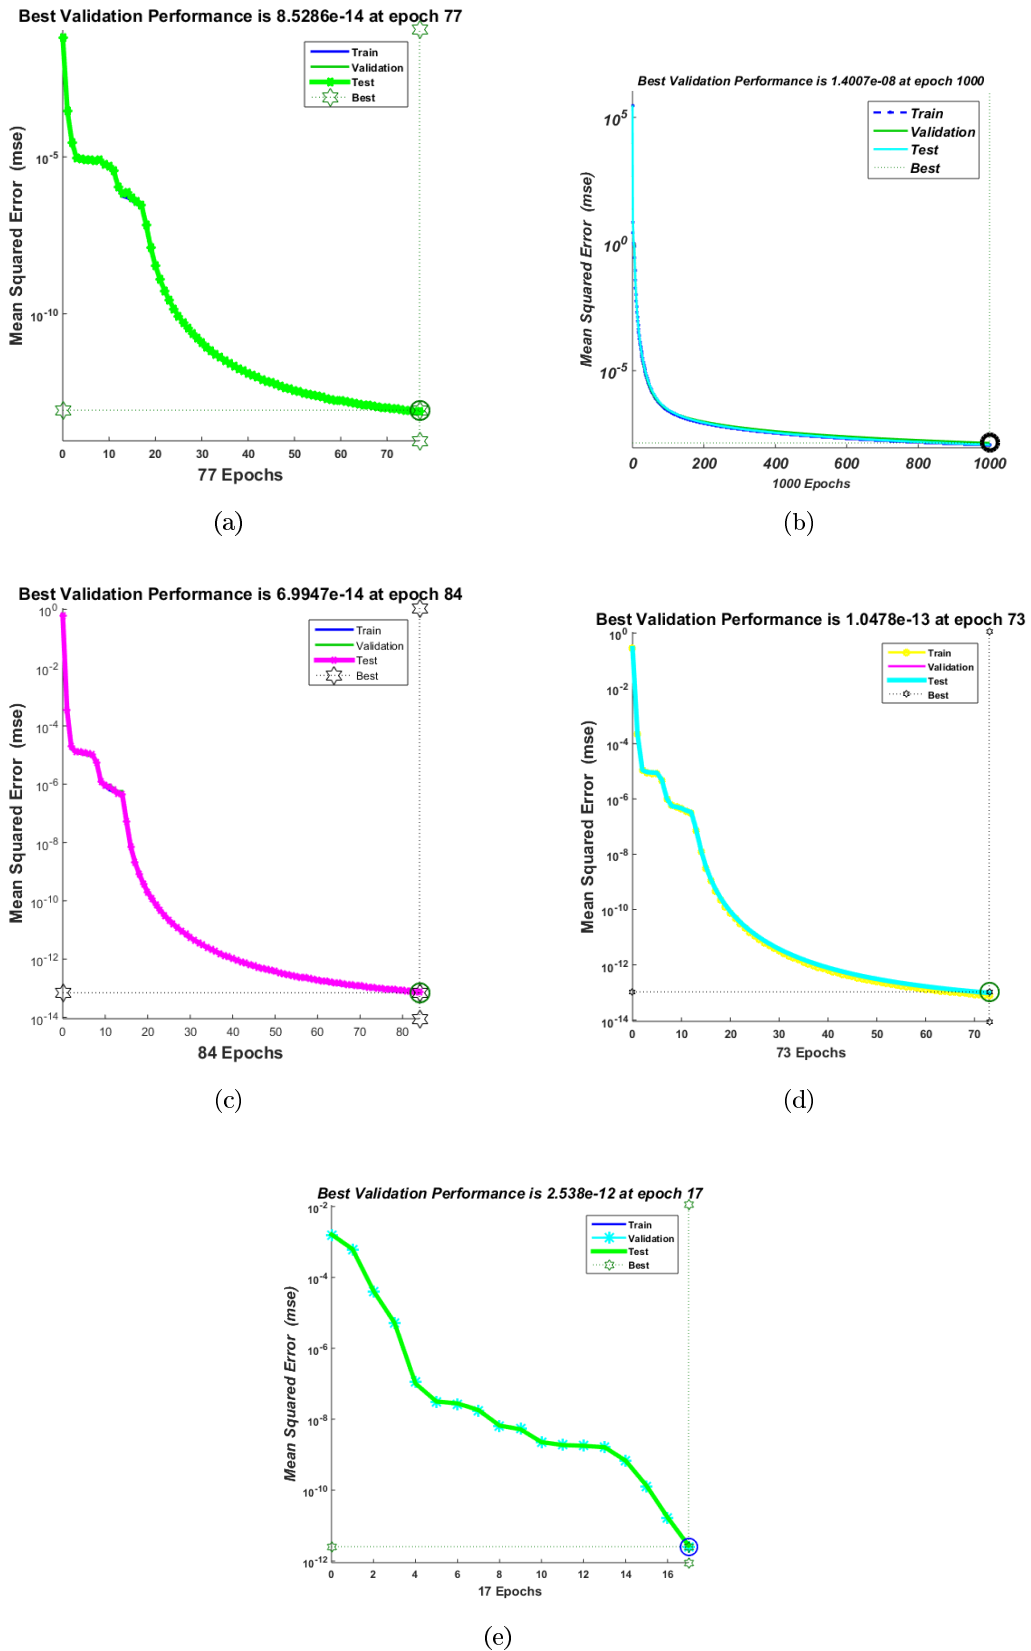 Best Validation Performance is 8.5286e-14 at epoch 77
Train
Validation
Test
Best
Mean Squared Error (mse)
10^-5
10^-10
0 10 20 30 40 50 60 70
77 Epochs
(a)
Best Validation Performance is 1.4007e-08 at epoch 1000
Train
Validation
Test
Best
Mean Squared Error (mse)
10^5
10^0
10^-5
0 200 400 600 800 1000
1000 Epochs
(b)
Best Validation Performance is 6.9947e-14 at epoch 84
Train
Validation
Test
Best
Mean Squared Error (mse)
10^0
10^-2
10^-4
10^-6
10^-8
10^-10
10^-12
10^-14
0 10 20 30 40 50 60 70 80
84 Epochs
(c)
Best Validation Performance is 1.0478e-13 at epoch 73
Train
Validation
Test
Best
Mean Squared Error (mse)
10^0
10^-2
10^-4
10^-6
10^-8
10^-10
10^-12
10^-14
0 10 20 30 40 50 60 70
73 Epochs
(d)
Best Validation Performance is 2.538e-12 at epoch 17
Train
Validation
Test
Best
Mean Squared Error (mse)
10^-2
10^-4
10^-6
10^-8
10^-10
10^-12
0 2 4 6 8 10 12 14 16
17 Epochs
(e)